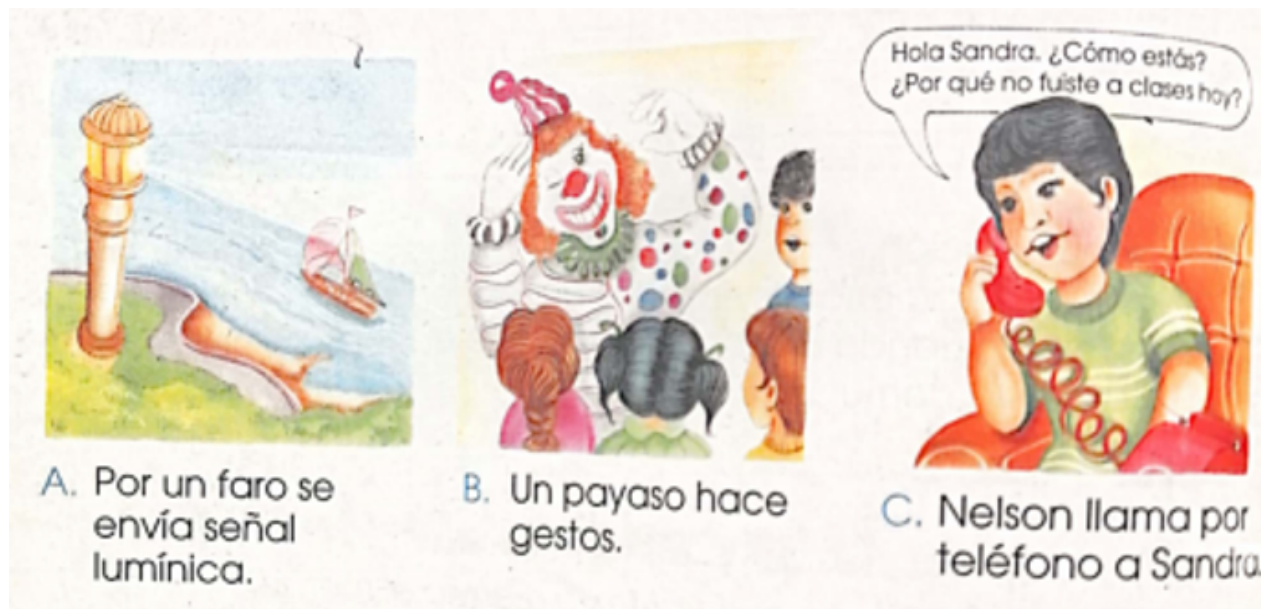 Hola Sandra. ¿Cómo estás?
¿Por qué no fuiste a clases hoy?
A. Por un faro se
envía señal
lumínica.
B. Un payaso hace
gestos.
C. Nelson llama por
teléfono a Sandra.